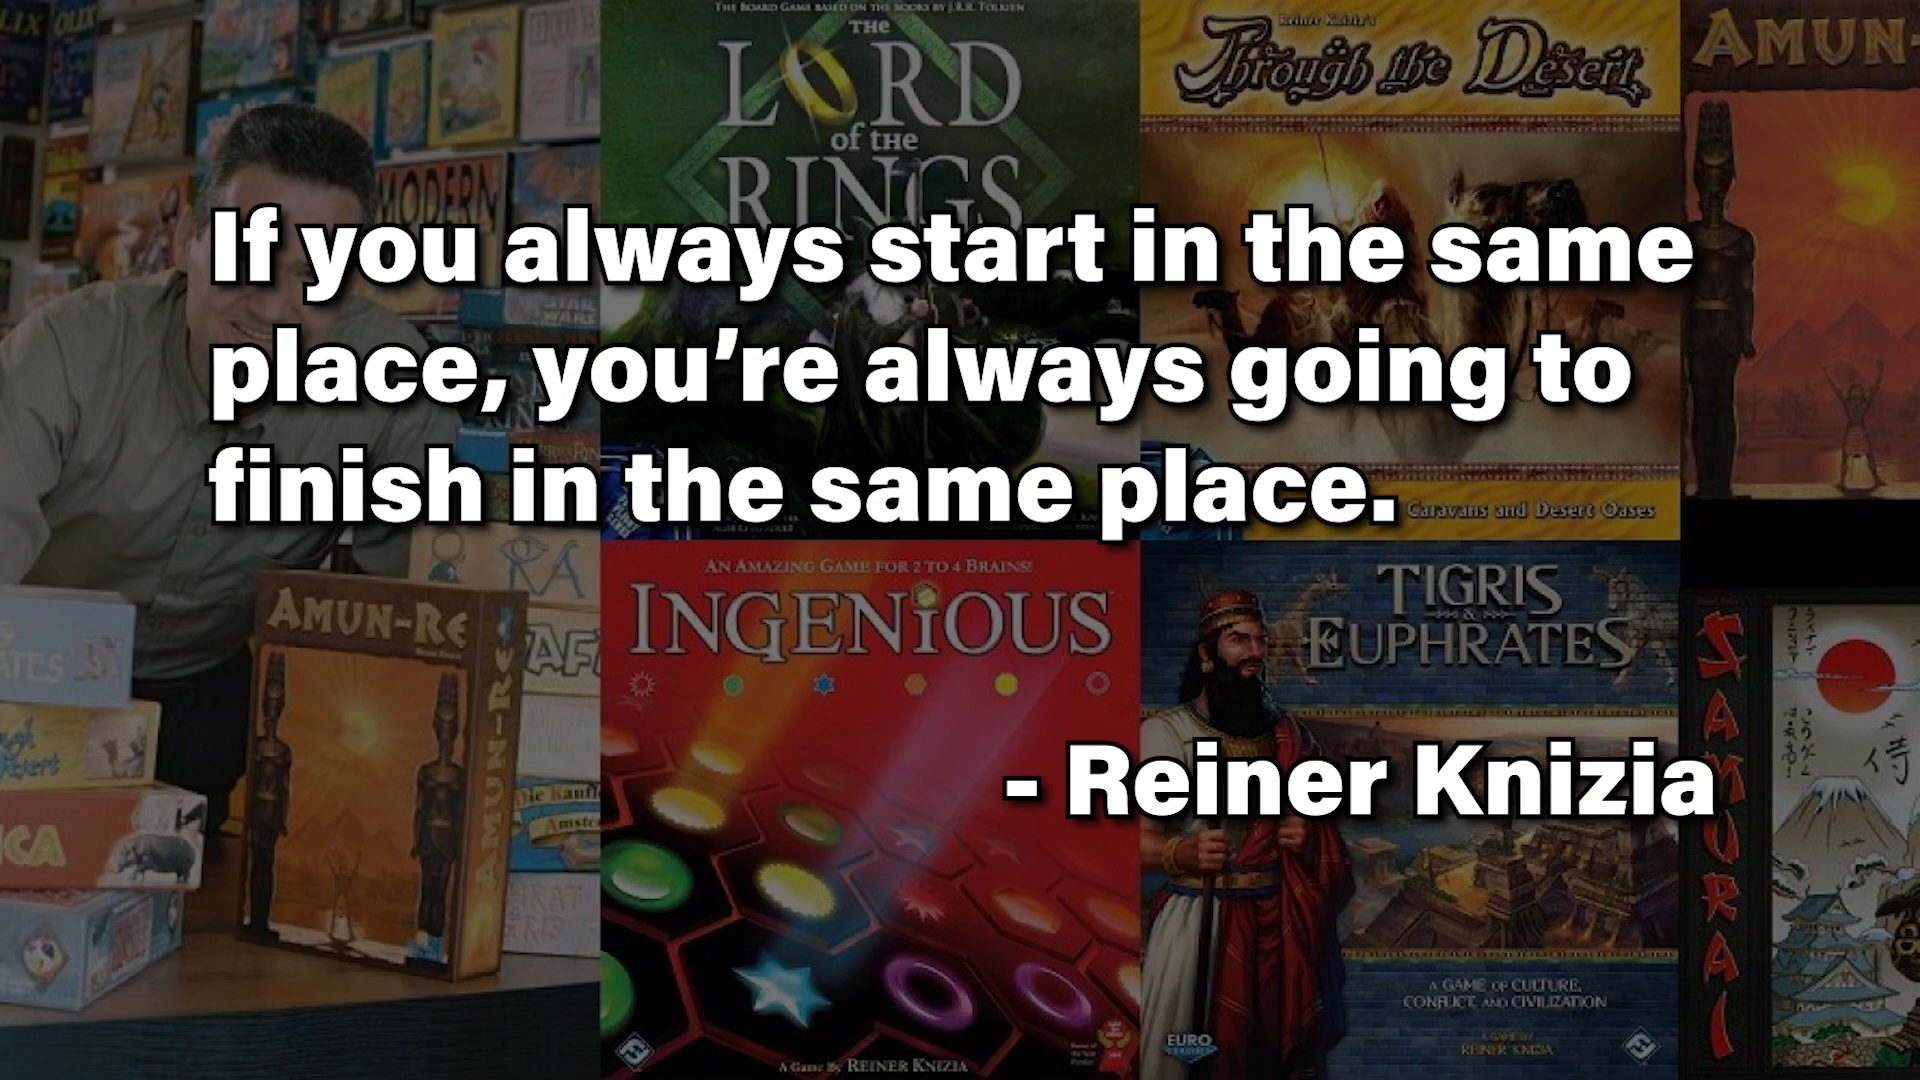 If you always start in the same
place, you’re always going to
finish in the same place.
- Reiner Knizia
THE BOARD GAME BASED ON THE BOOKS BY J.R.R. TOLKIEN
THE
LORD
of the
RINGS
Reiner Knizia's
Through the Desert
Caravans and Desert Oases
AMUN-
MODERN
STAR
WARS
RA
AMUN-RE
AMUN-RE
AN AMAZING GAME FOR 2 TO 4 BRAINS!
INGENiOUS
A Game By REINER KNIZIA
TIGRIS
&
EUPHRATES
A GAME OF CULTURE,
CONFLICT, AND CIVILIZATION
A GAME BY
REINER KNIZIA
EURO
SAMURAI
侍